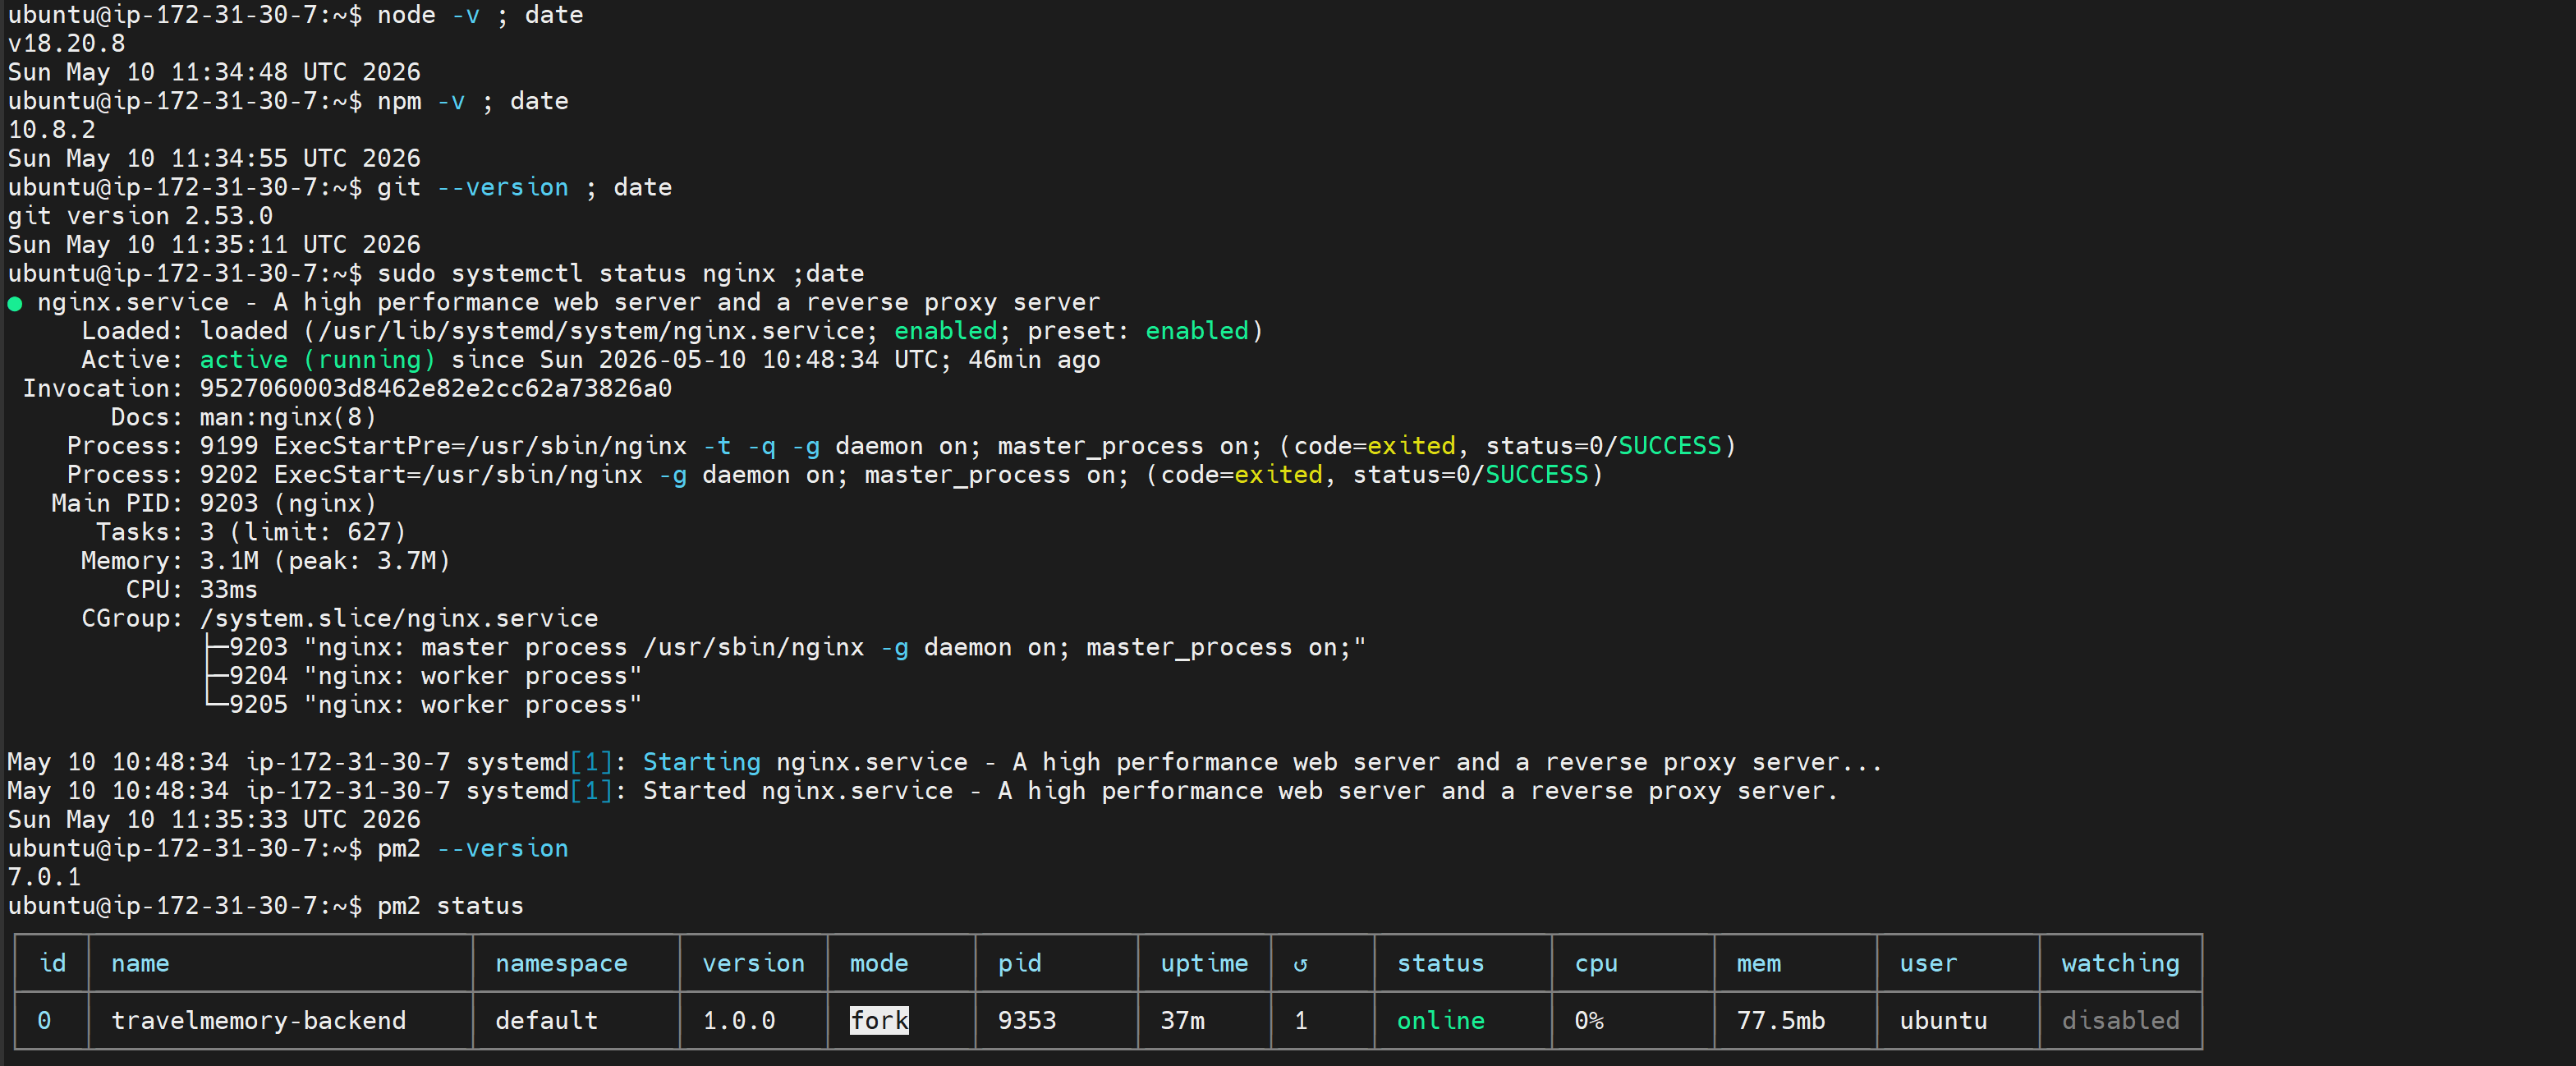 ubuntu@ip-172-31-30-7:~$ node -v ; date
v18.20.8
Sun May 10 11:34:48 UTC 2026
ubuntu@ip-172-31-30-7:~$ npm -v ; date
10.8.2
Sun May 10 11:34:55 UTC 2026
ubuntu@ip-172-31-30-7:~$ git --version ; date
git version 2.53.0
Sun May 10 11:35:11 UTC 2026
ubuntu@ip-172-31-30-7:~$ sudo systemctl status nginx ;date
● nginx.service - A high performance web server and a reverse proxy server
     Loaded: loaded (/usr/lib/systemd/system/nginx.service; enabled; preset: enabled)
     Active: active (running) since Sun 2026-05-10 10:48:34 UTC; 46min ago
 Invocation: 9527060003d8462e82e2cc62a73826a0
       Docs: man:nginx(8)
    Process: 9199 ExecStartPre=/usr/sbin/nginx -t -q -g daemon on; master_process on; (code=exited, status=0/SUCCESS)
    Process: 9202 ExecStart=/usr/sbin/nginx -g daemon on; master_process on; (code=exited, status=0/SUCCESS)
   Main PID: 9203 (nginx)
      Tasks: 3 (limit: 627)
     Memory: 3.1M (peak: 3.7M)
        CPU: 33ms
     CGroup: /system.slice/nginx.service
             ├─9203 "nginx: master process /usr/sbin/nginx -g daemon on; master_process on;"
             ├─9204 "nginx: worker process"
             └─9205 "nginx: worker process"

May 10 10:48:34 ip-172-31-30-7 systemd[1]: Starting nginx.service - A high performance web server and a reverse proxy server...
May 10 10:48:34 ip-172-31-30-7 systemd[1]: Started nginx.service - A high performance web server and a reverse proxy server.
Sun May 10 11:35:33 UTC 2026
ubuntu@ip-172-31-30-7:~$ pm2 --version
7.0.1
ubuntu@ip-172-31-30-7:~$ pm2 status
│ id │ name │ namespace │ version │ mode │ pid │ uptime │ ↺ │ status │ cpu │ mem │ user │ watching │
│ 0 │ travelmemory-backend │ default │ 1.0.0 │ fork │ 9353 │ 37m │ 1 │ online │ 0% │ 77.5mb │ ubuntu │ disabled │